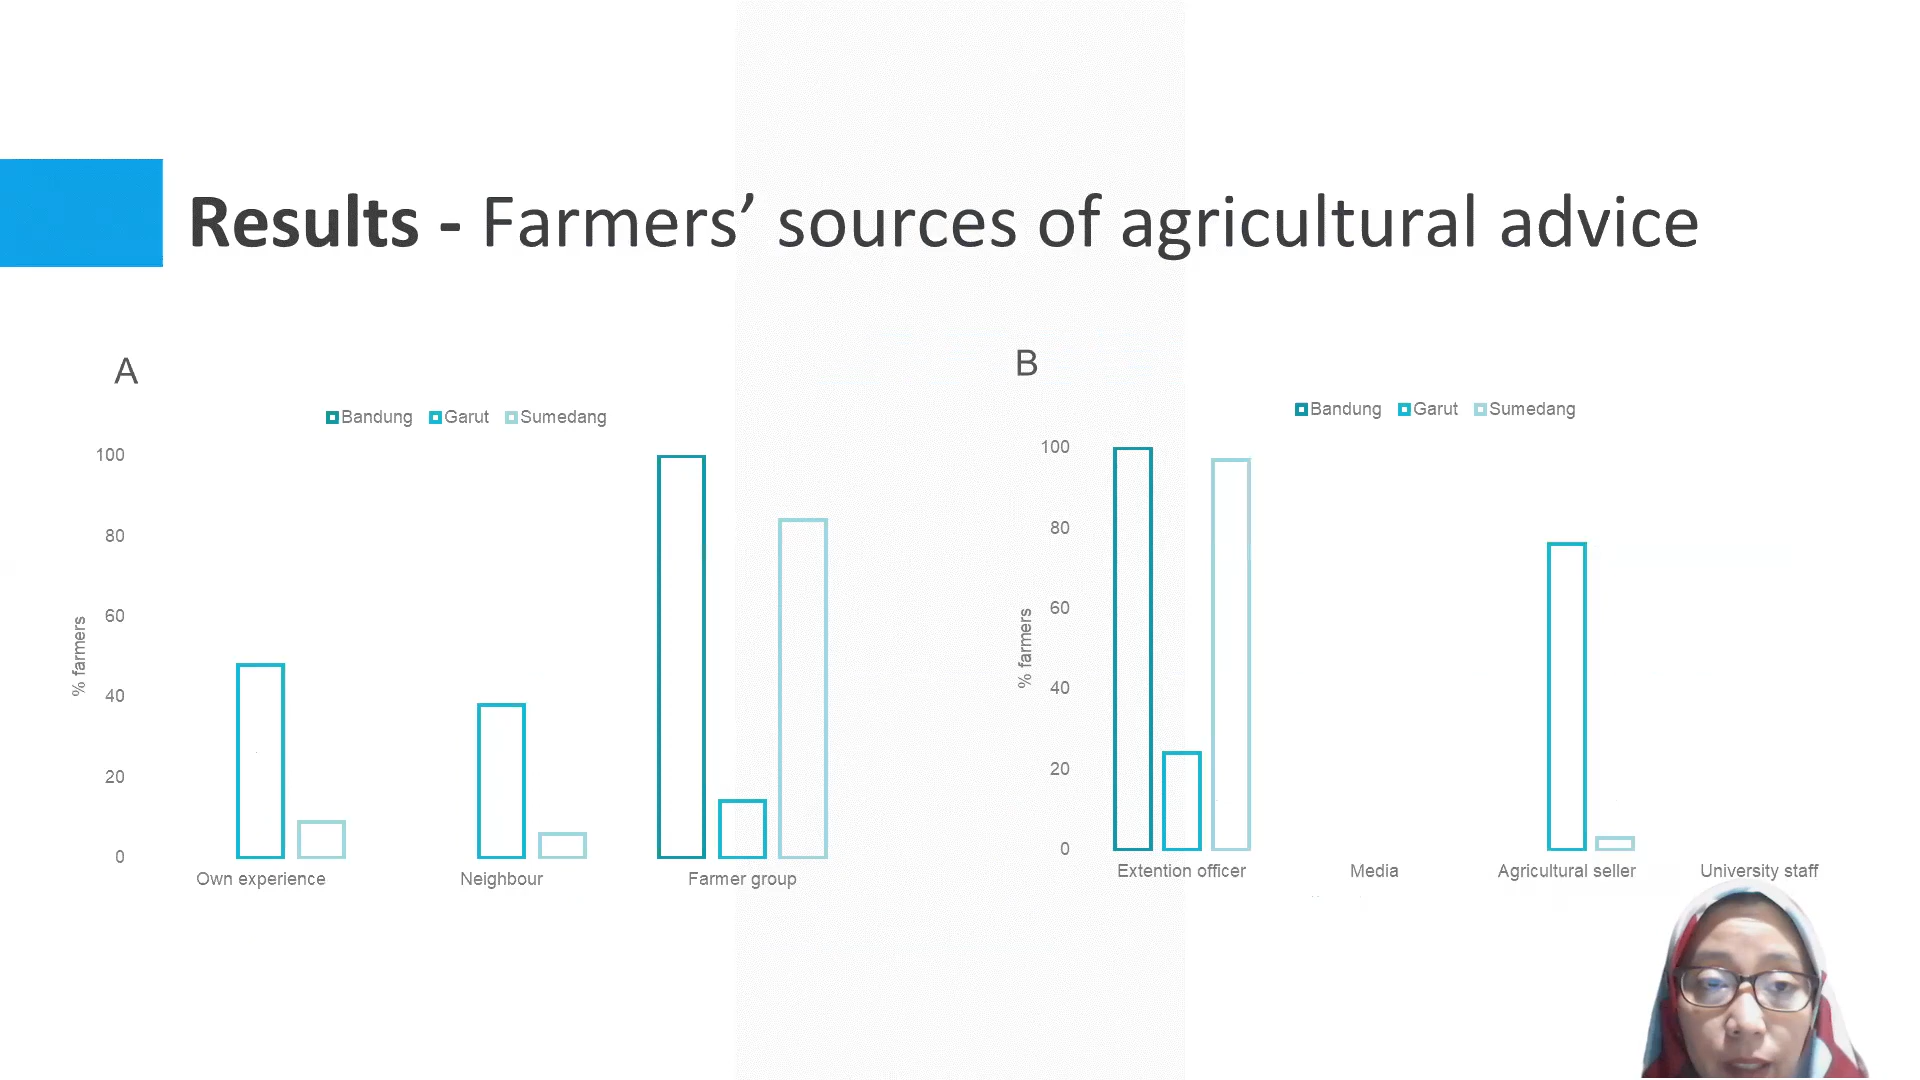 Results - Farmers’ sources of agricultural advice
A
Bandung Garut Sumedang
100
80
60
40
20
0
% farmers
Own experience Neighbour Farmer group
B
Bandung Garut Sumedang
100
80
60
40
20
0
% farmers
Extention officer Media Agricultural seller University staff